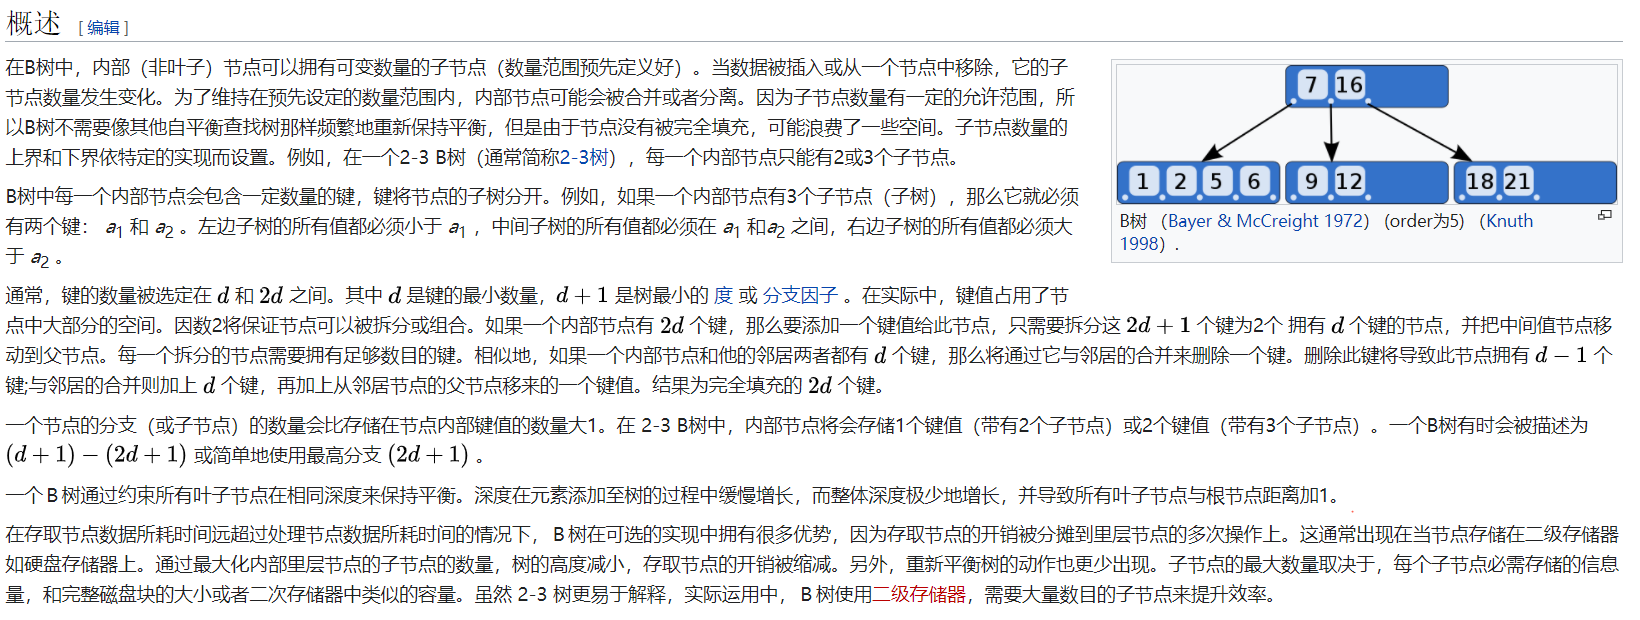 概述 [ 编辑 ]
在B树中，内部（非叶子）节点可以拥有可变数量的子节点（数量范围预先定义好）。当数据被插入或从一个节点中移除，它的子
节点数量发生变化。为了维持在预先设定的数量范围内，内部节点可能会被合并或者分离。因为子节点数量有一定的允许范围，所
以B树不需要像其他自平衡查找树那样频繁地重新保持平衡，但是由于节点没有被完全填充，可能浪费了一些空间。子节点数量的
上界和下界依特定的实现而设置。例如，在一个2-3 B树（通常简称2-3树），每一个内部节点只能有2或3个子节点。
B树中每一个内部节点会包含一定数量的键，键将节点的子树分开。例如，如果一个内部节点有3个子节点（子树），那么它就必须
有两个键： a1 和 a2 。左边子树的所有值都必须小于 a1 ，中间子树的所有值都必须在 a1 和a2 之间，右边子树的所有值都必须大
于 a2 。
7 16
1 2 5 6 9 12 18 21
B树 （Bayer & McCreight 1972） (order为5) （Knuth
1998）.
通常，键的数量被选定在 d 和 2d 之间。其中 d 是键的最小数量，d + 1 是树最小的 度 或 分支因子 。在实际中，键值占用了节
点中大部分的空间。因数2将保证节点可以被拆分或组合。如果一个内部节点有 2d 个键，那么要添加一个键值给此节点，只需要拆分这 2d + 1 个键为2个 拥有 d 个键的节点，并把中间值节点移
动到父节点。每一个拆分的节点需要拥有足够数目的键。相似地，如果一个内部节点和他的邻居两者都有 d 个键，那么将通过它与邻居的合并来删除一个键。删除此键将导致此节点拥有 d − 1 个
键;与邻居的合并则加上 d 个键，再加上从邻居节点的父节点移来的一个键值。结果为完全填充的 2d 个键。
一个节点的分支（或子节点）的数量会比存储在节点内部键值的数量大1。在 2-3 B树中，内部节点将会存储1个键值（带有2个子节点）或2个键值（带有3个子节点）。一个B树有时会被描述为
(d + 1) − (2d + 1) 或简单地使用最高分支 (2d + 1) 。
一个 B 树通过约束所有叶子节点在相同深度来保持平衡。深度在元素添加至树的过程中缓慢增长，而整体深度极少地增长，并导致所有叶子节点与根节点距离加1。
在存取节点数据所耗时间远超过处理节点数据所耗时间的情况下， B 树在可选的实现中拥有很多优势，因为存取节点的开销被分摊到里层节点的多次操作上。这通常出现在当节点存储在二级存储器
如硬盘存储器上。通过最大化内部里层节点的子节点的数量，树的高度减小，存取节点的开销被缩减。另外，重新平衡树的动作也更少出现。子节点的最大数量取决于，每个子节点必需存储的信息
量，和完整磁盘块的大小或者二次存储器中类似的容量。虽然 2-3 树更易于解释，实际运用中， B 树使用二级存储器，需要大量数目的子节点来提升效率。